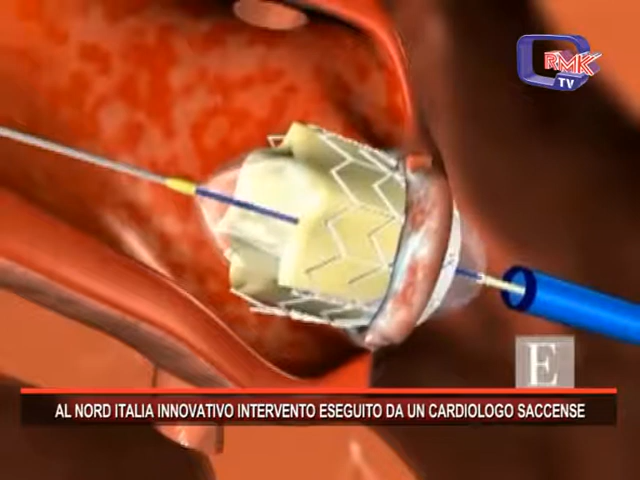 RMK
TV
E
AL NORD ITALIA INNOVATIVO INTERVENTO ESEGUITO DA UN CARDIOLOGO SACCENSE